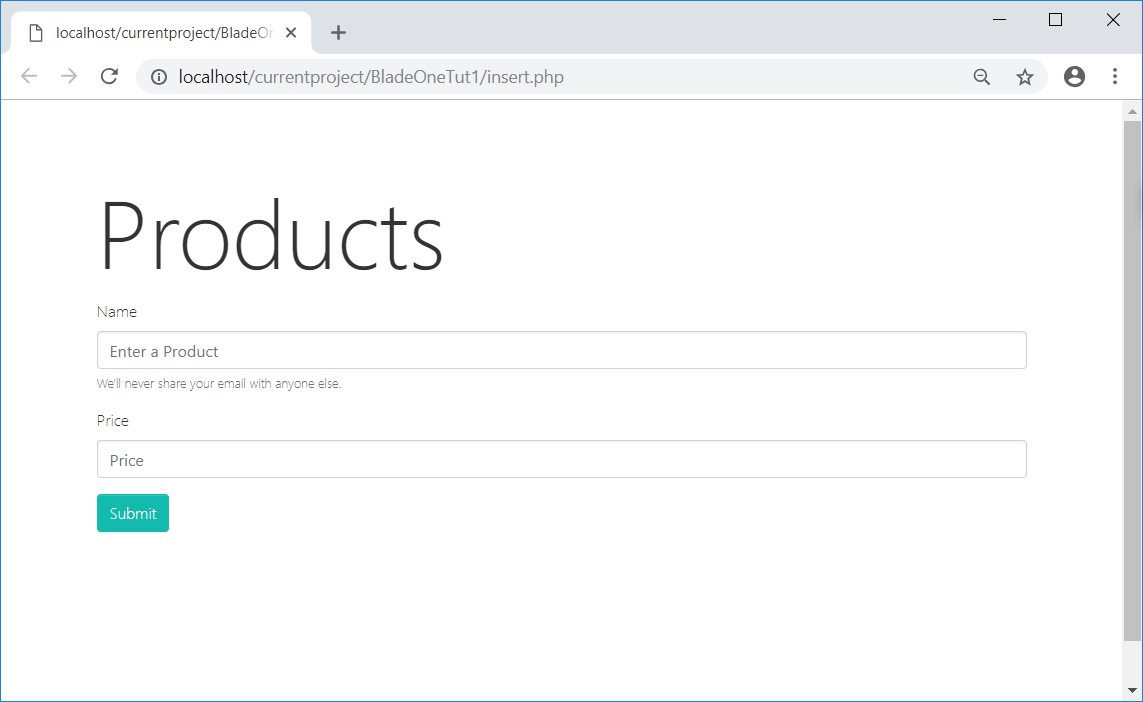 localhost/currentproject/BladeOn
localhost/currentproject/BladeOneTut1/insert.php
Products
Name
Enter a Product
We'll never share your email with anyone else.
Price
Price
Submit